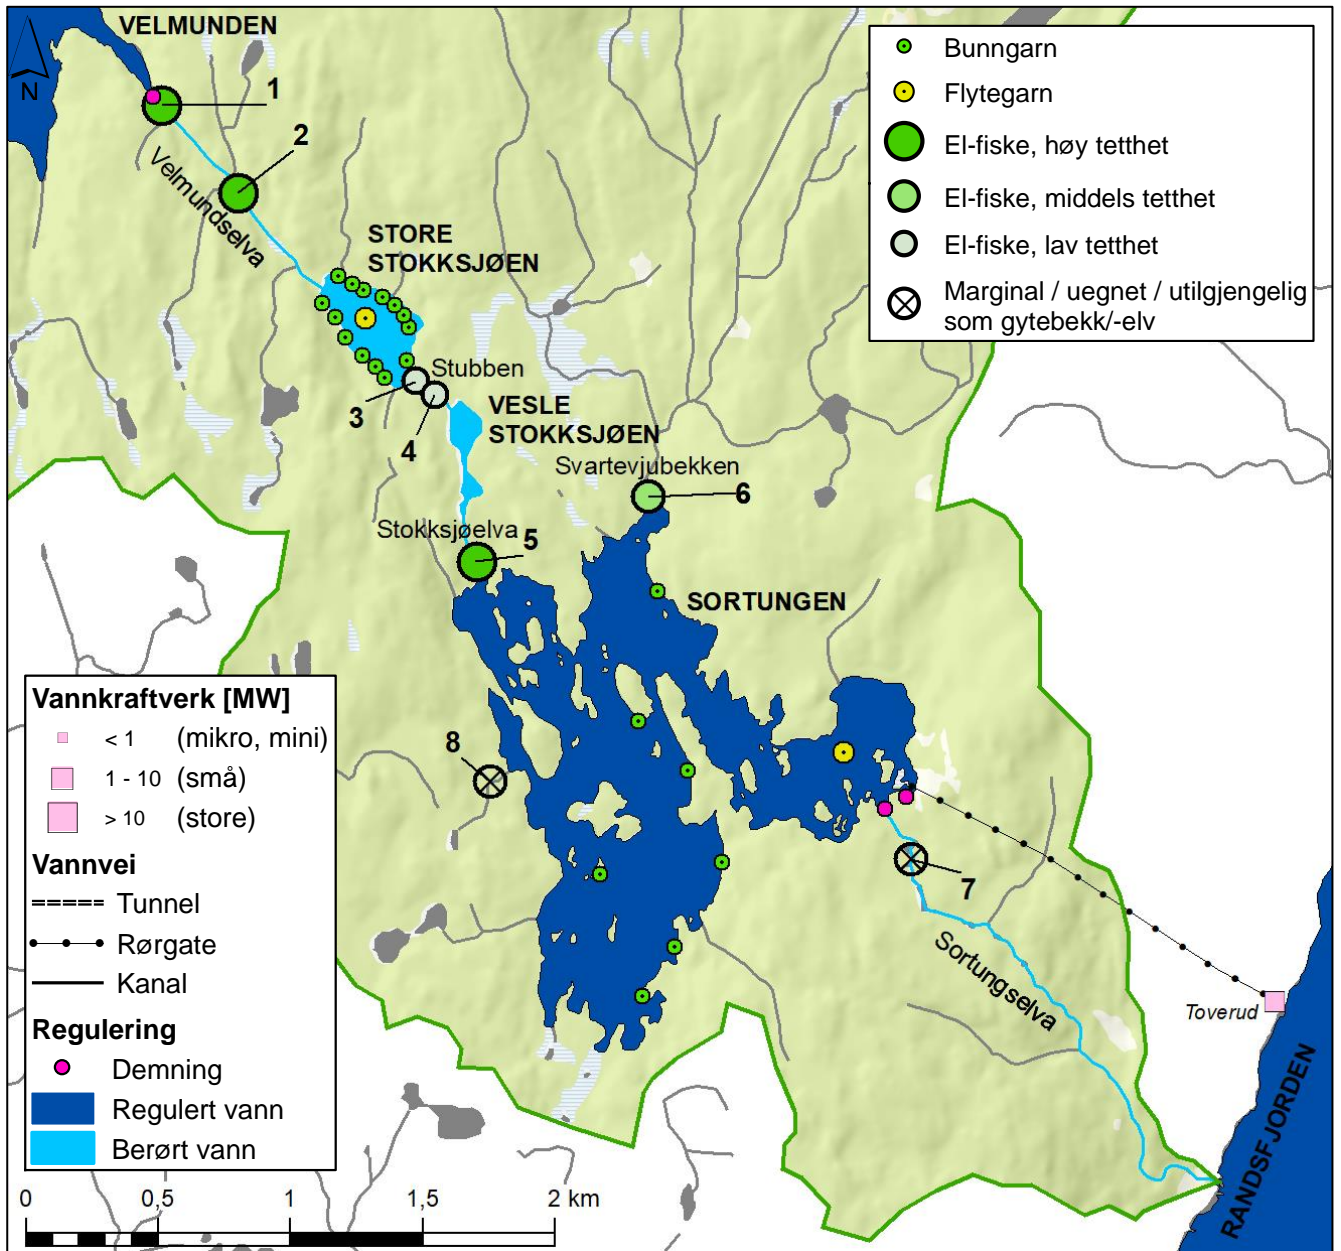 VELMUNDEN
N
1
2
Velmundselva
STORE
STOKKSJØEN
Stubben
3
4
VESLE
STOKKSJØEN
Svartevjubekken
6
Stokksjøelva
5
SORTUNGEN
8
7
Sortungselva
Toverud
RANDSFJORDEN
Bunngarn
Flytegarn
El-fiske, høy tetthet
El-fiske, middels tetthet
El-fiske, lav tetthet
Marginal / uegnet / utilgjengelig
som gytebekk/-elv
Vannkraftverk [MW]
< 1 (mikro, mini)
1 - 10 (små)
> 10 (store)
Vannvei
Tunnel
Rørgate
Kanal
Regulering
Demning
Regulert vann
Berørt vann
0 0,5 1 1,5 2 km